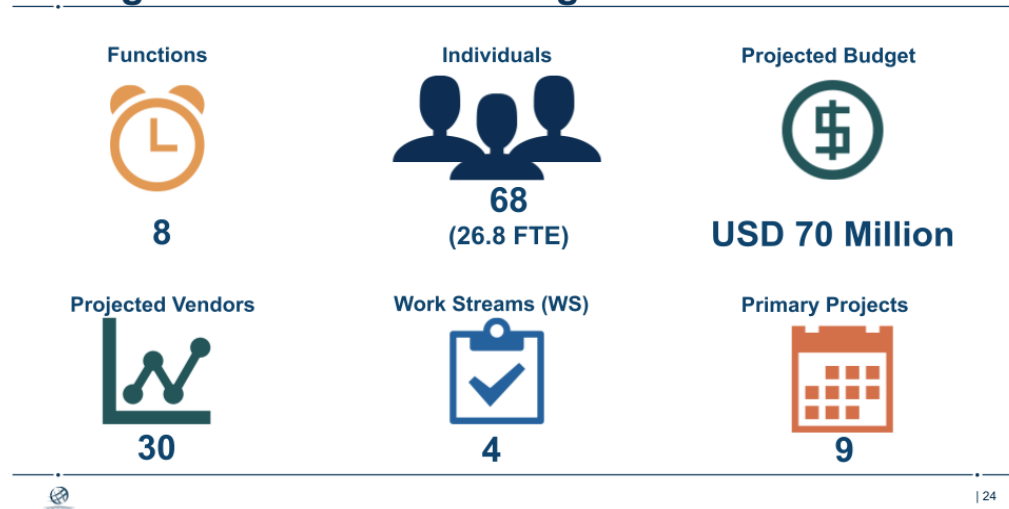 Functions
Individuals
Projected Budget
8
68
(26.8 FTE)
USD 70 Million
Projected Vendors
Work Streams (WS)
Primary Projects
30
4
9
| 24